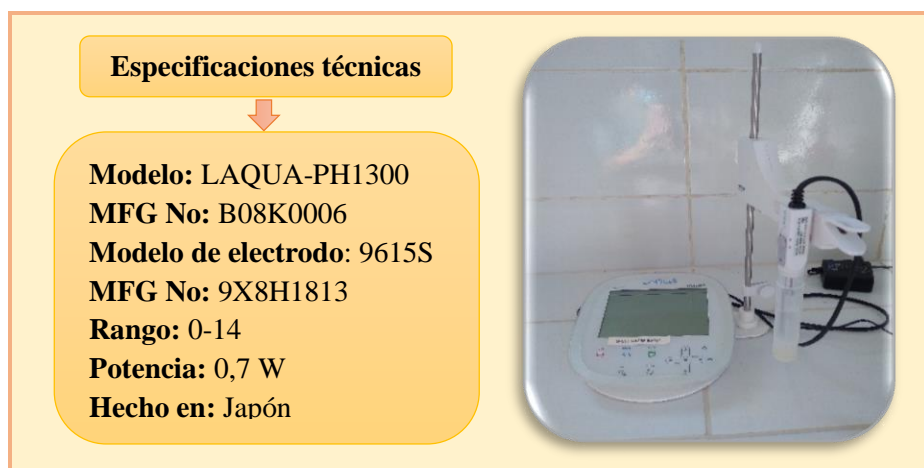 Especificaciones técnicas
Modelo: LAQUA-PH1300
MFG No: B08K0006
Modelo de electrodo: 9615S
MFG No: 9X8H1813
Rango: 0-14
Potencia: 0,7 W
Hecho en: Japón